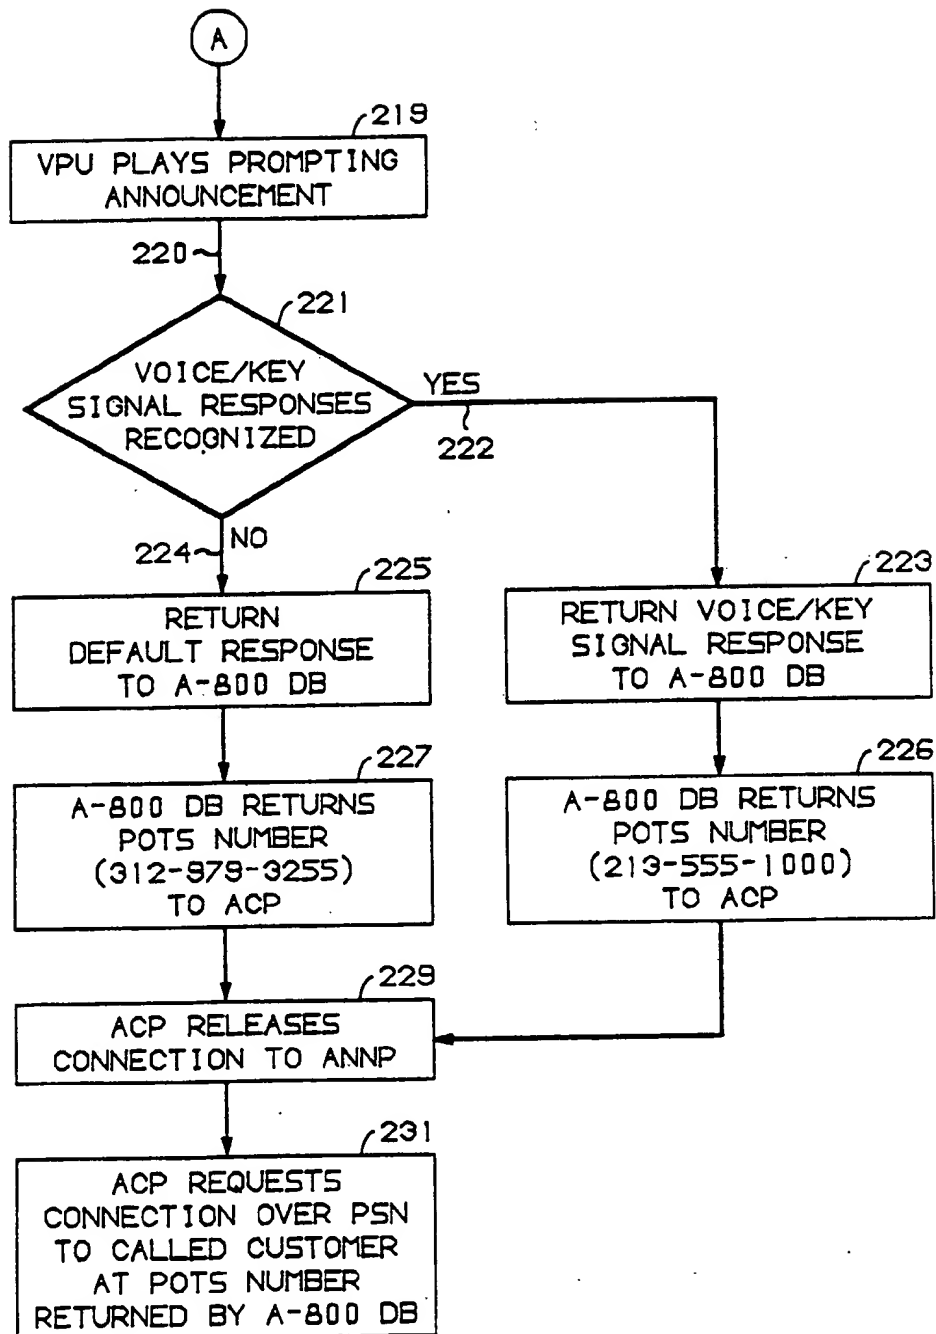 A
219
VPU PLAYS PROMPTING
ANNOUNCEMENT
220
221
VOICE/KEY
SIGNAL RESPONSES
RECOGNIZED
YES
222
NO
224
225
RETURN
DEFAULT RESPONSE
TO A-800 DB
223
RETURN VOICE/KEY
SIGNAL RESPONSE
TO A-800 DB
227
A-800 DB RETURNS
POTS NUMBER
(312-979-3255)
TO ACP
226
A-800 DB RETURNS
POTS NUMBER
(213-555-1000)
TO ACP
229
ACP RELEASES
CONNECTION TO ANNP
231
ACP REQUESTS
CONNECTION OVER PSN
TO CALLED CUSTOMER
AT POTS NUMBER
RETURNED BY A-800 DB